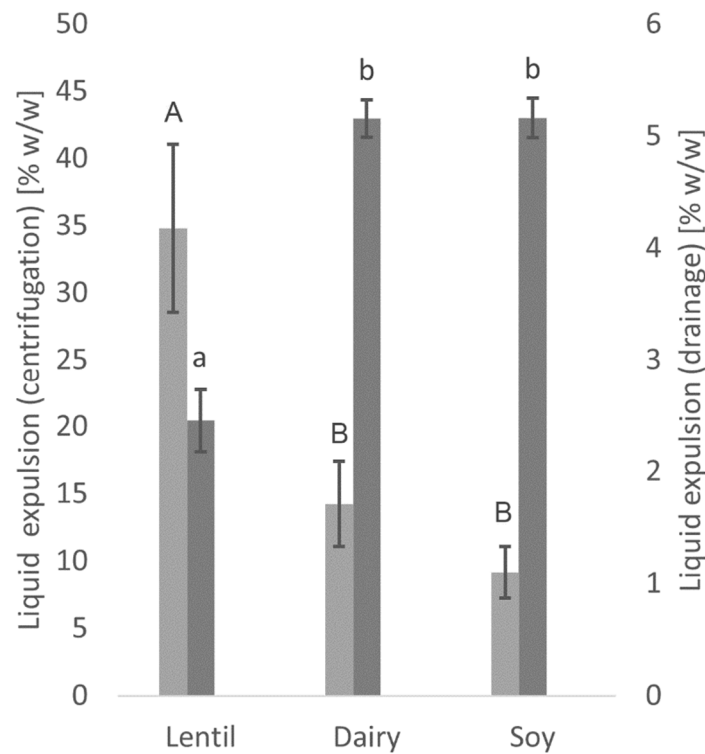 Liquid expulsion (centrifugation) [% w/w]
50
45
40
35
30
25
20
15
10
5
0
A
a
B
b
B
b
Lentil
Dairy
Soy
6
5
4
3
2
1
0
Liquid expulsion (drainage) [% w/w]